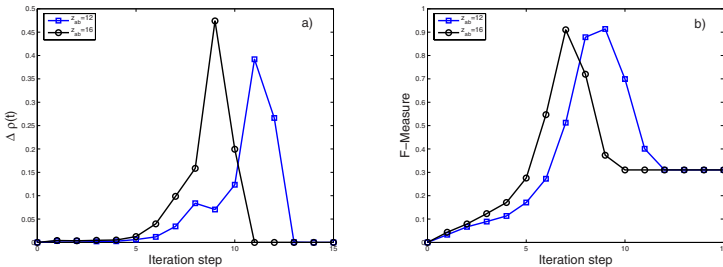 0.5
0.45
0.4
0.35
0.3
0.25
0.2
0.15
0.1
0.05
0
0 5 10 15
Δ ρ(t)
Iteration step
z_ab=12
z_ab=16
a)
1
0.9
0.8
0.7
0.6
0.5
0.4
0.3
0.2
0.1
0
0 5 10 15
F−Measure
Iteration step
z_ab=12
z_ab=16
b)